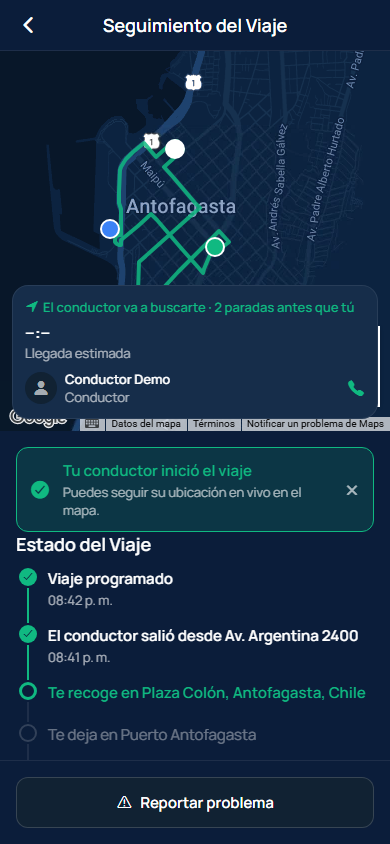 Seguimiento del Viaje
Av. Pad.
1
1
Maipú
Antofagasta
Av. Andrés Sabella Gálvez
Av. Padre Alberto Hurtado
El conductor va a buscarte · 2 paradas antes que tú
--:--
Llegada estimada
Conductor Demo
Conductor
Google
Datos del mapa
Términos
Notificar un problema de Maps
Tu conductor inició el viaje
Puedes seguir su ubicación en vivo en el
mapa.
Estado del Viaje
Viaje programado
08:42 p. m.
El conductor salió desde Av. Argentina 2400
08:41 p. m.
Te recoge en Plaza Colón, Antofagasta, Chile
Te deja en Puerto Antofagasta
Reportar problema